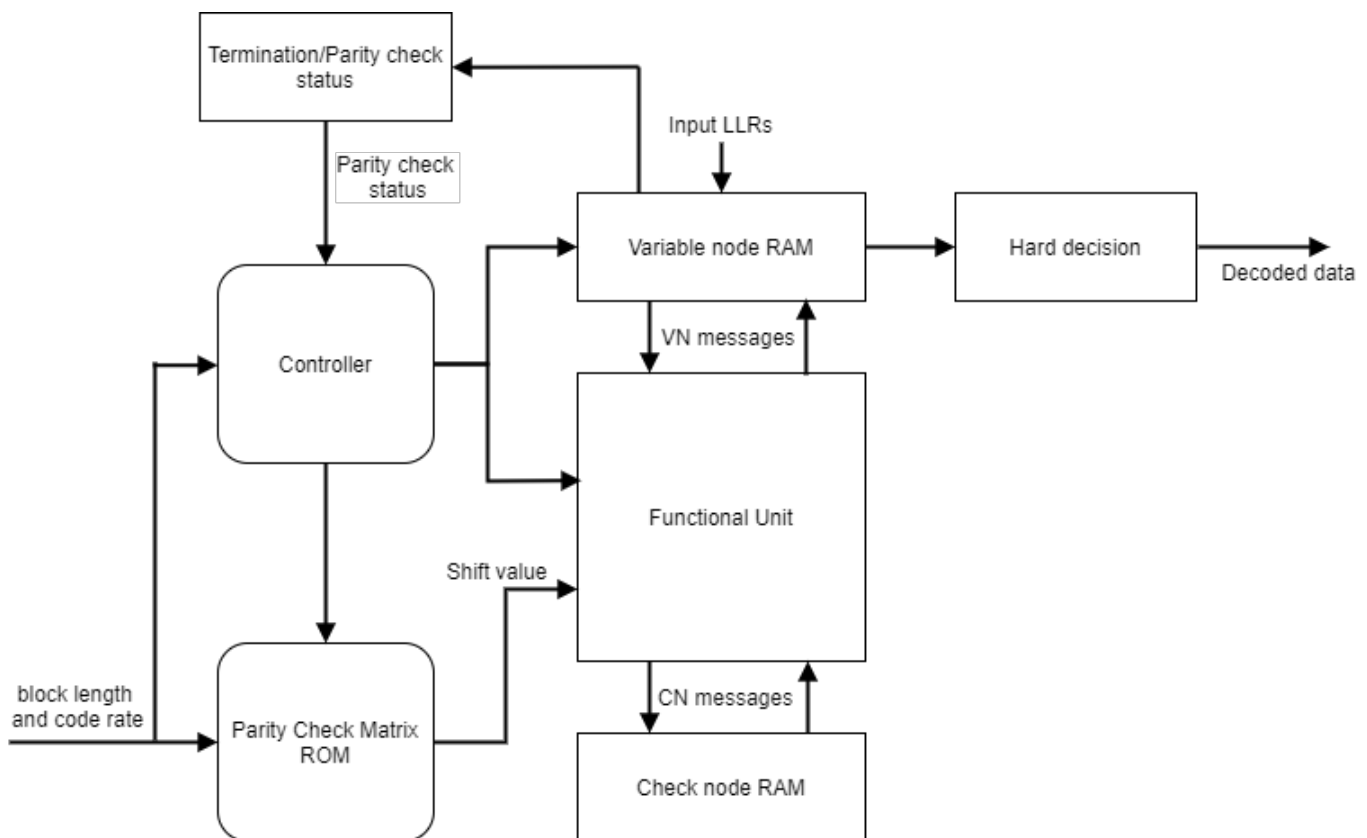 Termination/Parity check
status
Input LLRs
Parity check
status
Variable node RAM
Hard decision
Decoded data
VN messages
Controller
Functional Unit
Shift value
block length
and code rate
CN messages
Parity Check Matrix
ROM
Check node RAM